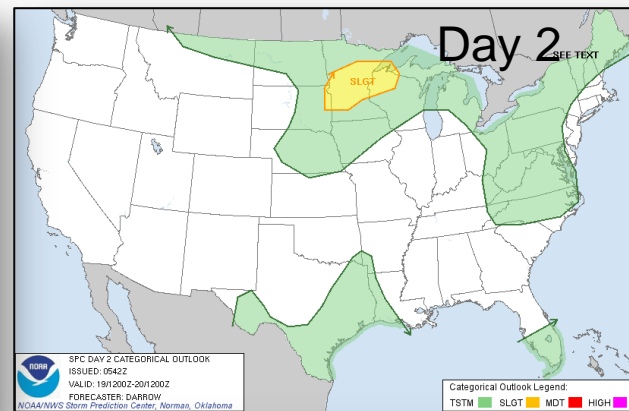 Day 2
SEE TEXT
SLGT
NOAA
SPC DAY 2 CATEGORICAL OUTLOOK
ISSUED: 0542Z
VALID: 19/1200Z-20/1200Z
FORECASTER: DARROW
NOAA/NWS Storm Prediction Center, Norman, Oklahoma
Categorical Outlook Legend:
TSTM SLGT MDT HIGH